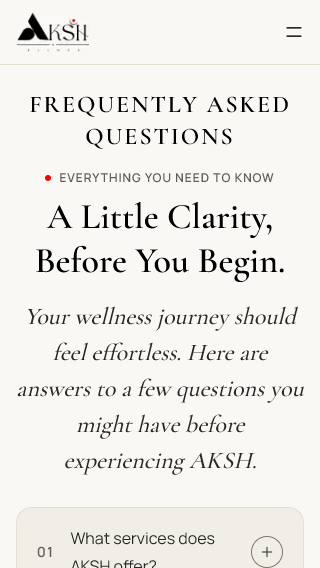 AKSH
FREQUENTLY ASKED
QUESTIONS
EVERYTHING YOU NEED TO KNOW
A Little Clarity,
Before You Begin.
Your wellness journey should
feel effortless. Here are
answers to a few questions you
might have before
experiencing AKSH.
01
What services does
AKSH offer?